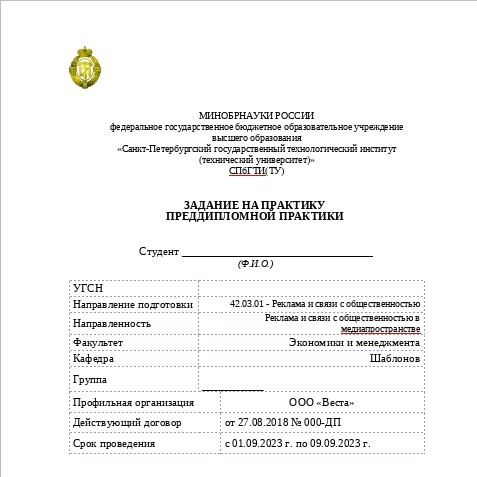 МИНОБРНАУКИ РОССИИ
федеральное государственное бюджетное образовательное учреждение
высшего образования
«Санкт-Петербургский государственный технологический институт
(технический университет)»
СПбГТИ(ТУ)
ЗАДАНИЕ НА ПРАКТИКУ
ПРЕДДИПЛОМНОЙ ПРАКТИКИ
Студент
(Ф.И.О.)
УГСН
Направление подготовки 42.03.01 - Реклама и связи с общественностью
Направленность Реклама и связи с общественностью в
медиапространстве
Факультет Экономики и менеджмента
Кафедра Шаблонов
Группа
Профильная организация ООО «Веста»
Действующий договор от 27.08.2018 № 000-ДП
Срок проведения с 01.09.2023 г. по 09.09.2023 г.